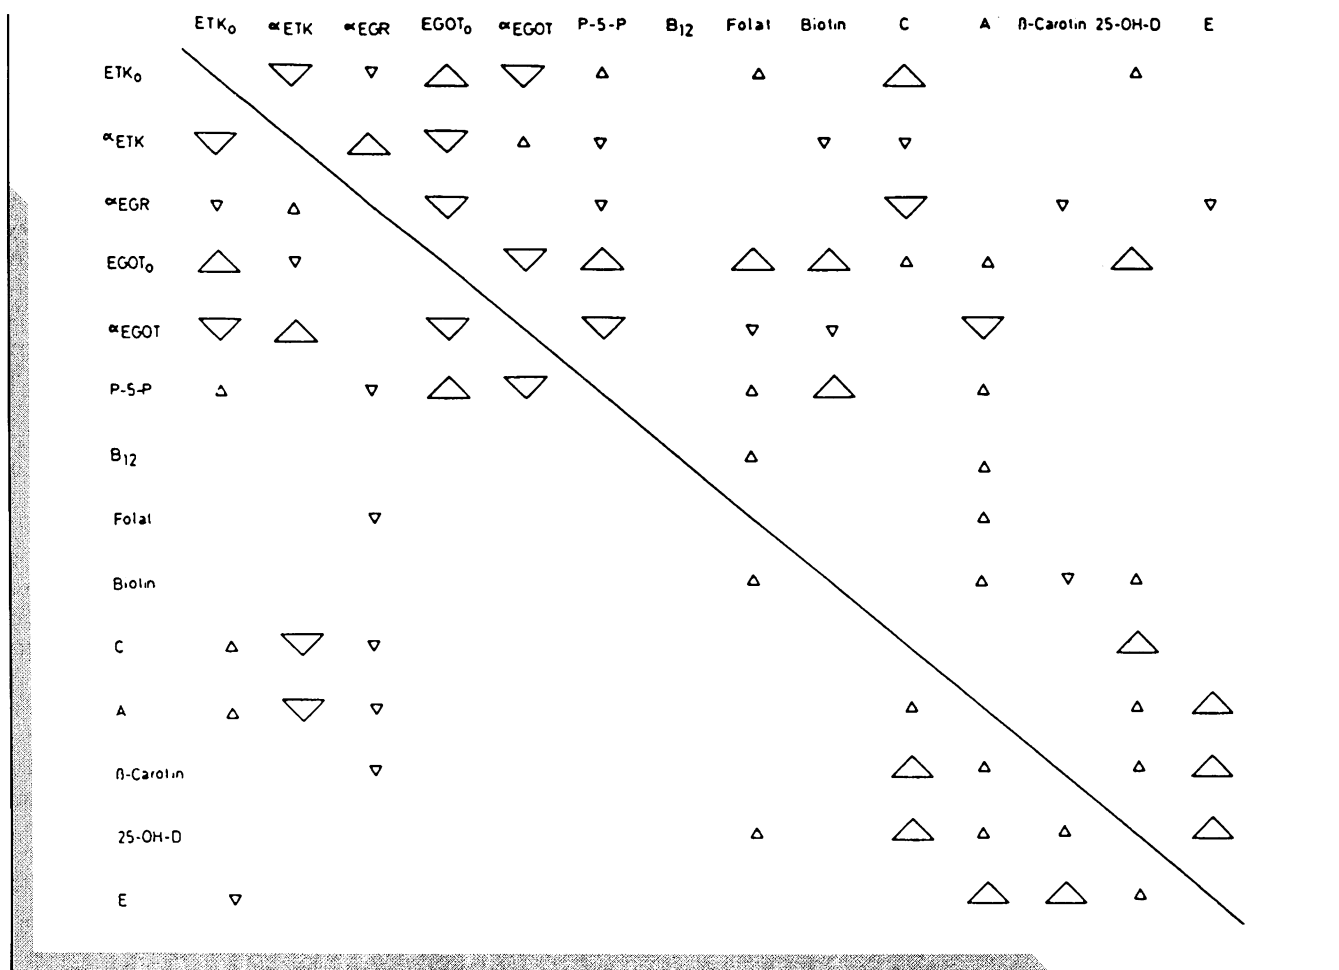 ETK₀ αETK αEGR EGOT₀ αEGOT P-5-P B₁₂ Folat Biotin C A β-Carotin 25-OH-D E
ETK₀
αETK
αEGR
EGOT₀
αEGOT
P-5-P
B₁₂
Folat
Biotin
C
A
β-Carotin
25-OH-D
E